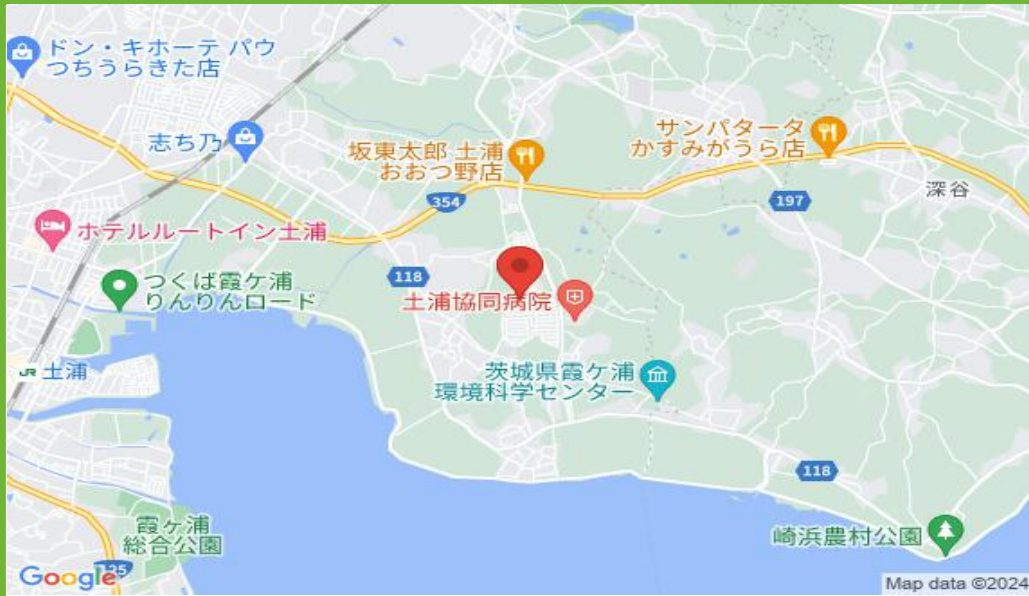 ドン・キホーテ パウ
つちうらきた店
志ち乃
坂東太郎 土浦
おおつ野店
サンパタータ
かすみがうら店
深谷
354
197
ホテルルートイン土浦
つくば霞ケ浦
りんりんロード
118
土浦協同病院
JR 土浦
茨城県霞ケ浦
環境科学センター
118
霞ヶ浦
総合公園
崎浜農村公園
125
Google
Map data ©2024